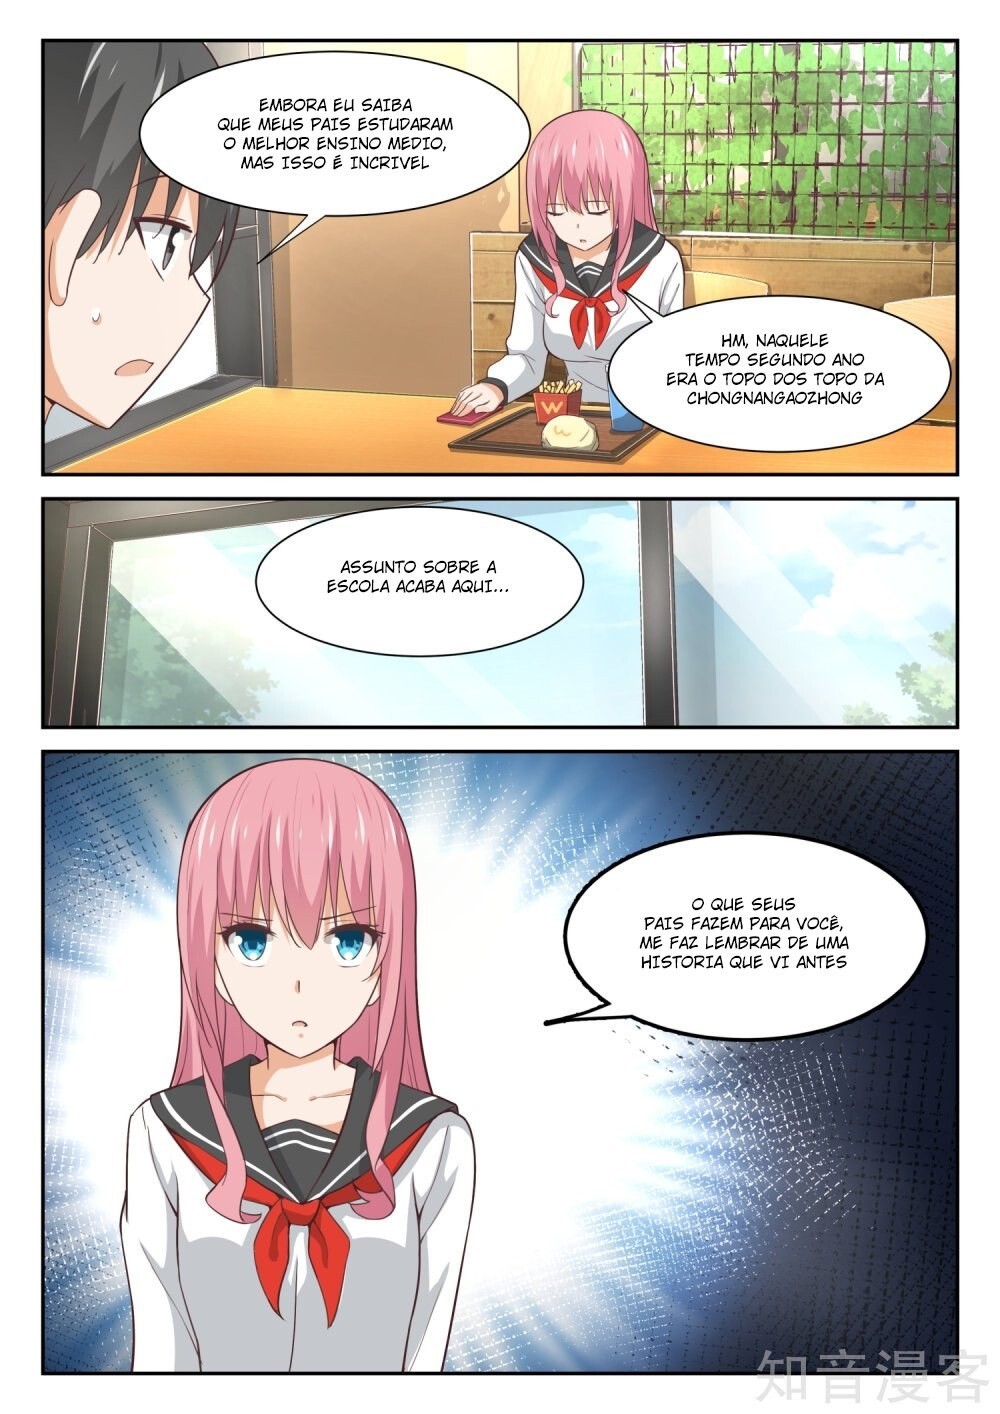 EMBORA EU SAIBA
QUE MEUS PAIS ESTUDARAM
O MELHOR ENSINO MEDIO,
MAS ISSO É INCRIVEL
HM, NAQUELE
TEMPO SEGUNDO ANO
ERA O TOPO DOS TOPO DA
CHONGNANGAOZHONG
W
ASSUNTO SOBRE A
ESCOLA ACABA AQUI...
O QUE SEUS
PAIS FAZEM PARA VOCÊ,
ME FAZ LEMBRAR DE UMA
HISTORIA QUE VI ANTES
知音漫客